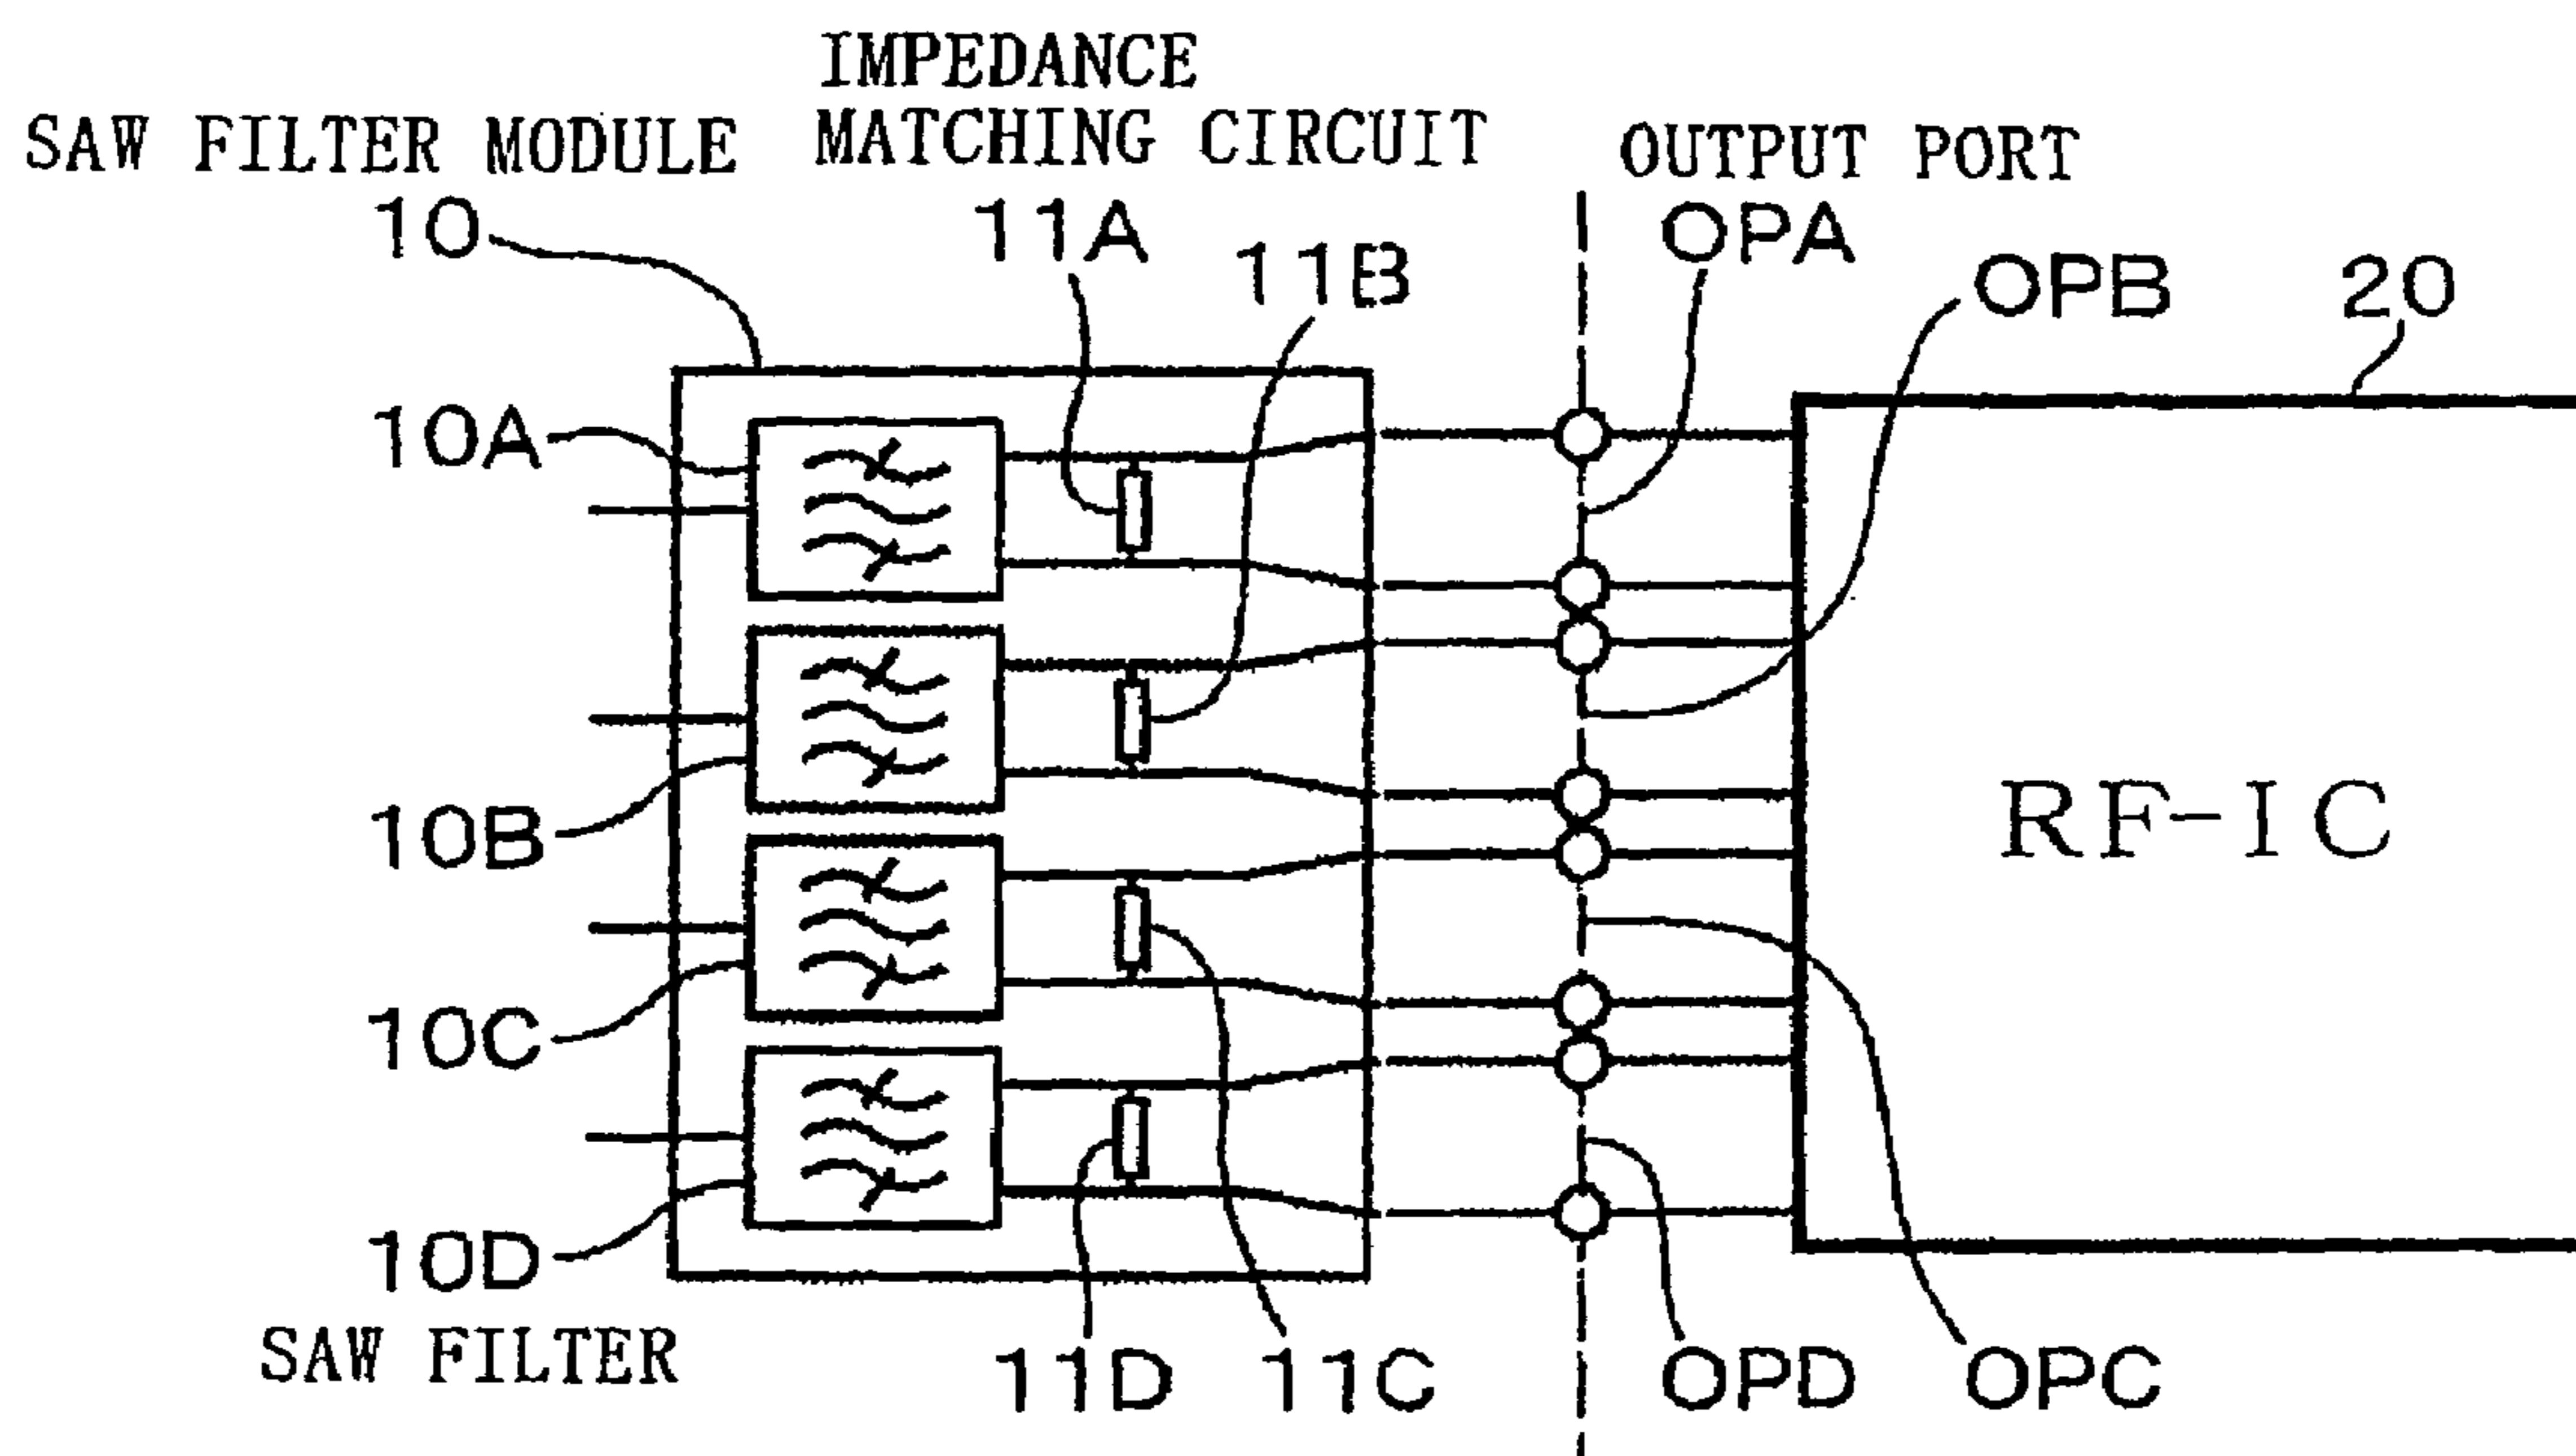 IMPEDANCE
MATCHING CIRCUIT
SAW FILTER MODULE
OUTPUT PORT
10
11A
11B
OPA
OPB
20
10A
10B
10C
10D
SAW FILTER
RF-IC
11D
11C
OPD
OPC